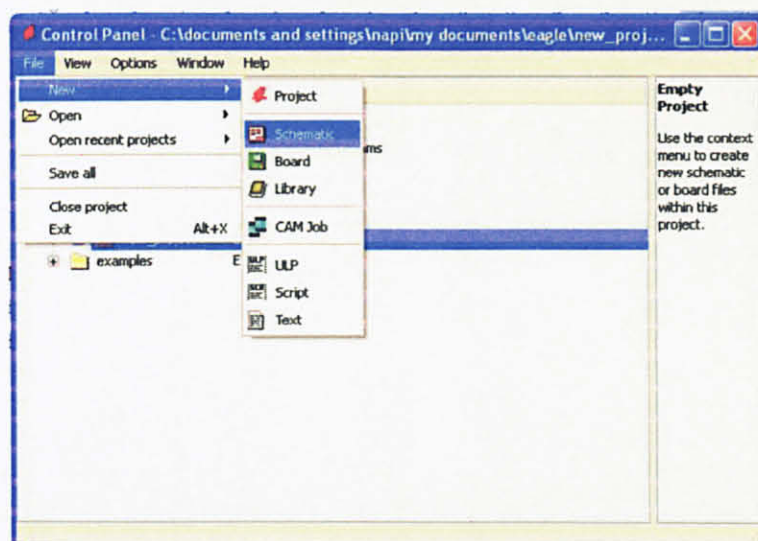 Control Panel - C:\documents and settings\napi\my documents\eagle\new_proj...
File View Options Window Help
New
Open
Open recent projects
Save all
Close project
Exit Alt+X
Project
Schematic
Board
Library
CAM Job
ULP
Script
Text
ams
examples E
Empty
Project
Use the context
menu to create
new schematic
or board files
within this
project.